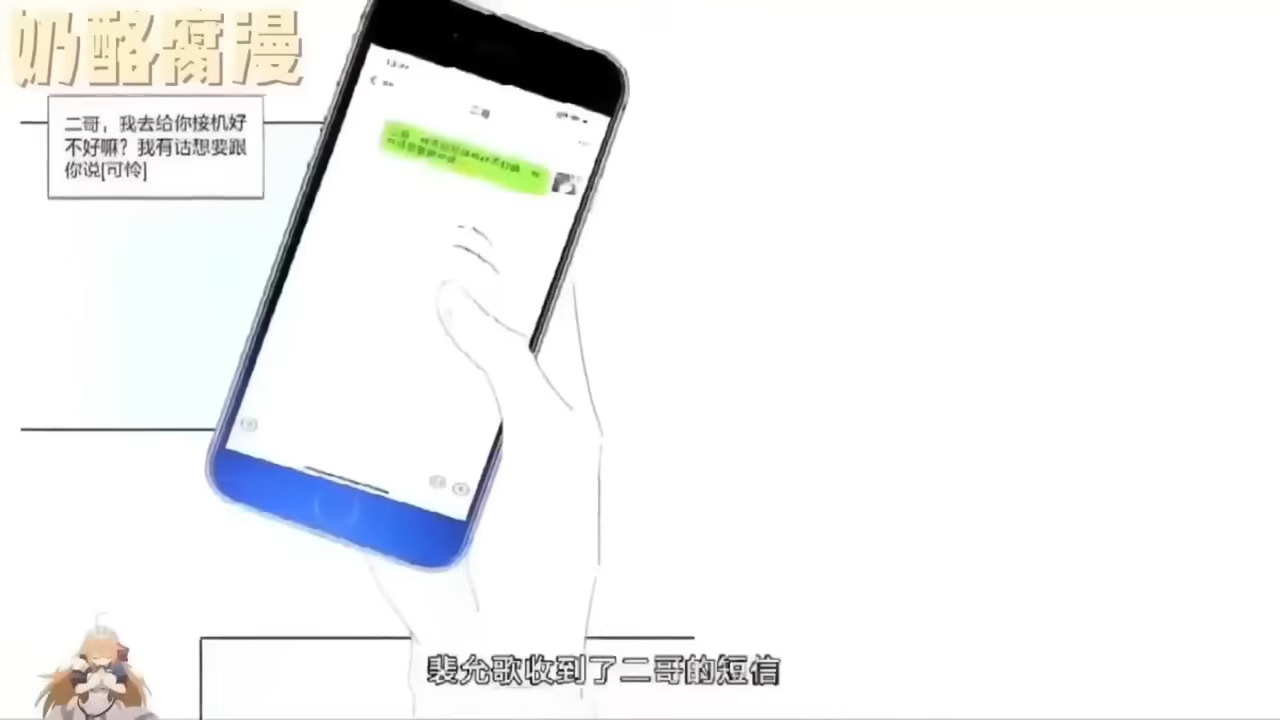 奶酪腐漫
二哥，我去给你接机好
不好嘛？我有话想要跟
你说[可怜]
二哥
裴允歌收到了二哥的短信